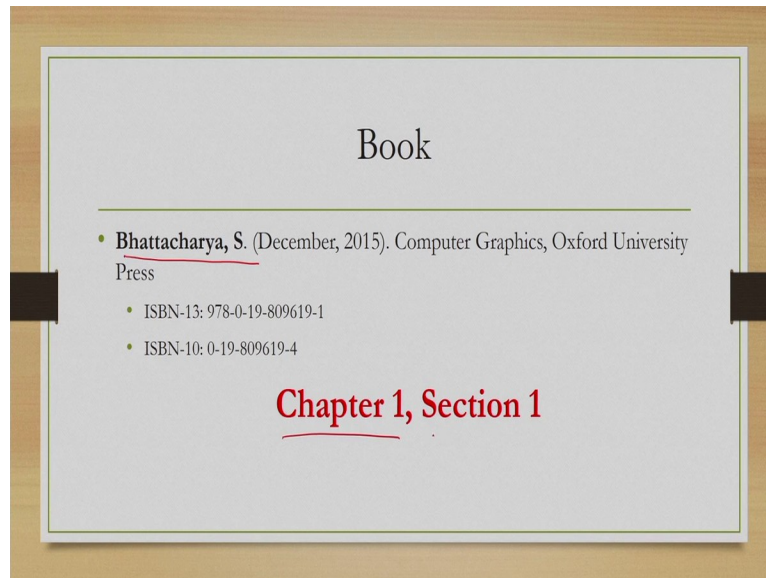 Book
• Bhattacharya, S. (December, 2015). Computer Graphics, Oxford University
Press
• ISBN-13: 978-0-19-809619-1
• ISBN-10: 0-19-809619-4
Chapter 1, Section 1